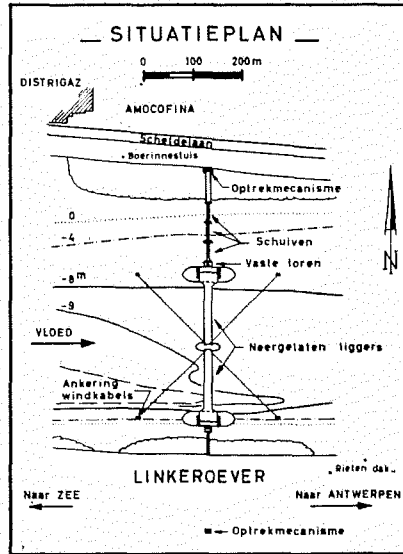 SITUATIEPLAN
0 100 200m
DISTRIGAZ
AMOCOFINA
Scheldelaan
Boerinnesluis
Optrekmecanisme
0
-4
Schuiven
Vaste toren
-8 m
-9
N
VLOED
Neergelaten liggers
Ankering
windkabels
LINKEROEVER
Rieten dak
Naar ZEE
Naar ANTWERPEN
Optrekmecanisme